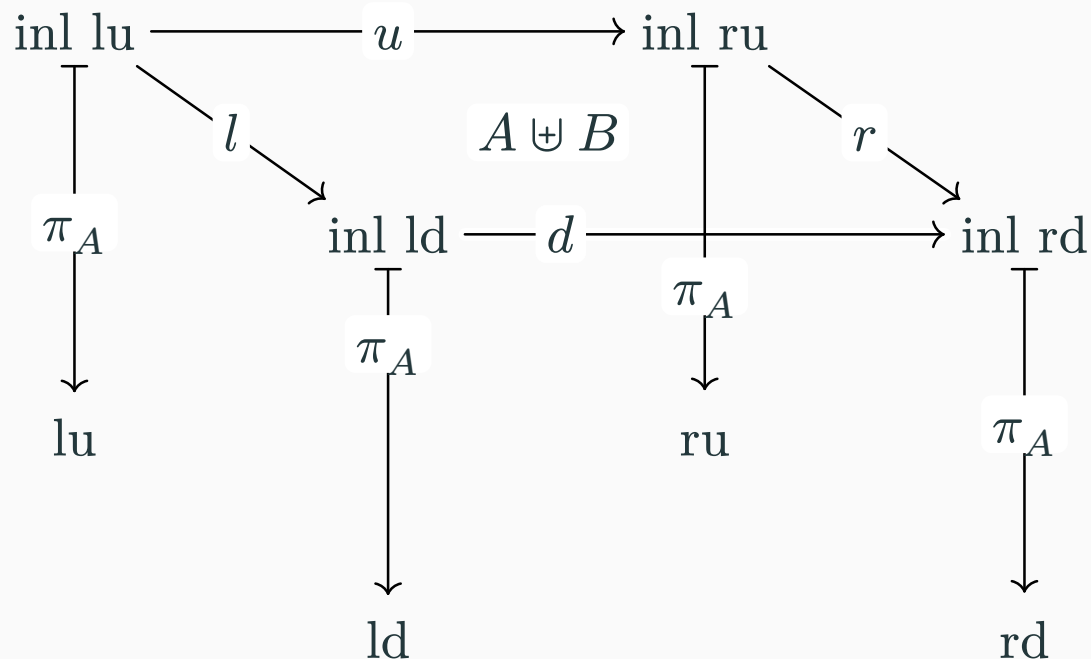 inl lu u inl ru
l A ⊎ B r
π_A inl ld d inl rd
π_A
π_A
lu ru π_A
ld rd